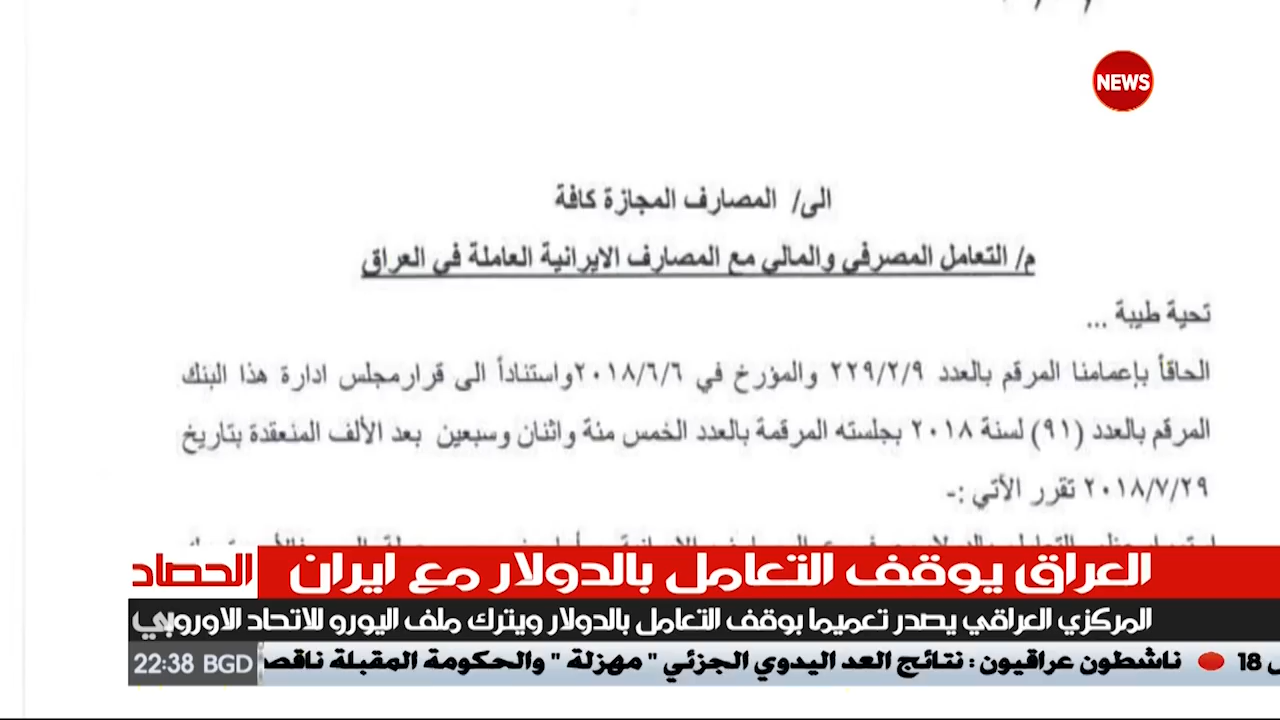 NEWS
الى/ المصارف المجازة كافة
م/ التعامل المصرفي والمالي مع المصارف الايرانية العاملة في العراق
تحية طيبة ...
الحاقاً بإعمامنا المرقم بالعدد ٢٢٩/٢/٩ والمؤرخ في ٢٠١٨/٦/٦واستناداً الى قرارمجلس ادارة هذا البنك
المرقم بالعدد (٩١) لسنة ٢٠١٨ بجلسته المرقمة بالعدد الخمس مئة واثنان وسبعين بعد الألف المنعقدة بتاريخ
٢٠١٨/٧/٢٩ تقرر الأتي :-
العراق يوقف التعامل بالدولار مع ايران
الحصاد
المركزي العراقي يصدر تعميما بوقف التعامل بالدولار ويترك ملف اليورو للاتحاد الاوروبي
18 ناشطون عراقيون : نتائج العد اليدوي الجزئي " مهزلة " والحكومة المقبلة ناقص
22:38 BGD